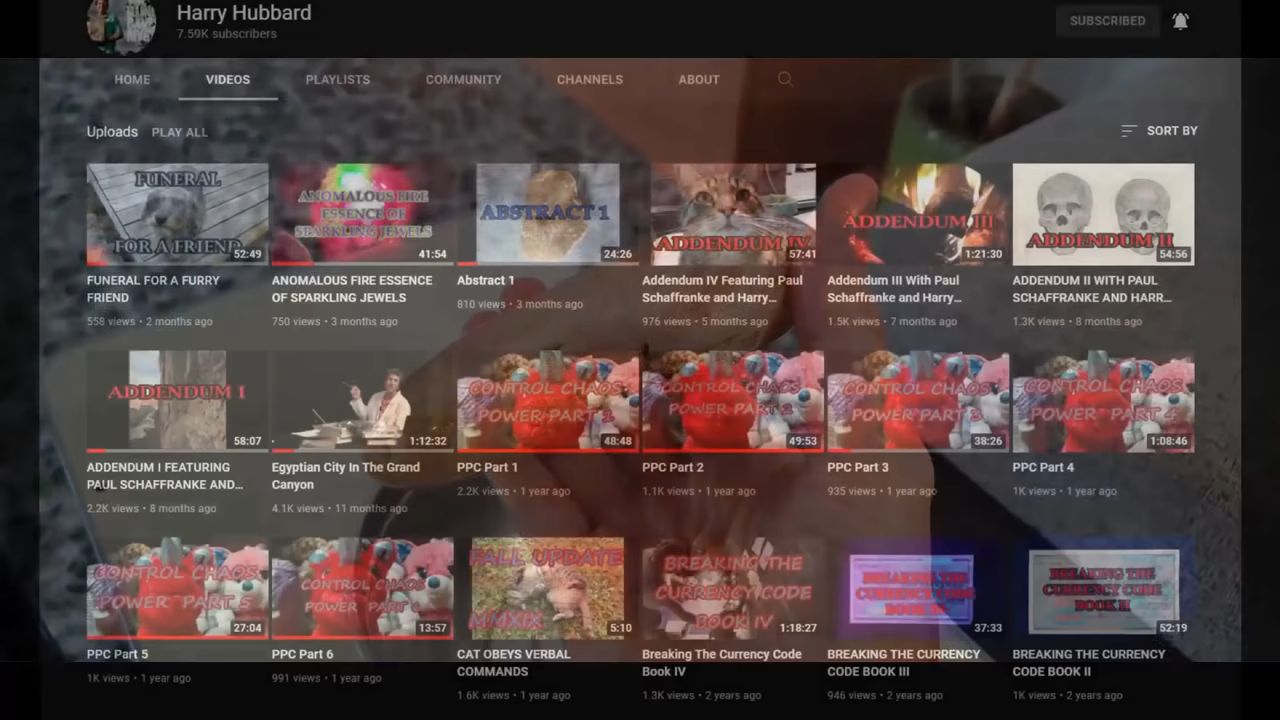 Harry Hubbard
7.59K subscribers
SUBSCRIBED
HOME VIDEOS PLAYLISTS COMMUNITY CHANNELS ABOUT
Uploads PLAY ALL SORT BY
FUNERAL
FOR A FRIEND
52:49
ANOMALOUS FIRE
ESSENCE OF
SPARKLING JEWELS
41:54
ABSTRACT 1
24:26
ADDENDUM IV
57:41
ADDENDUM III
1:21:30
ADDENDUM II
54:56
FUNERAL FOR A FURRY
FRIEND
558 views • 2 months ago
ANOMALOUS FIRE ESSENCE
OF SPARKLING JEWELS
750 views • 3 months ago
Abstract 1
810 views • 3 months ago
Addendum IV Featuring Paul
Schaffranke and Harry...
976 views • 5 months ago
Addendum III With Paul
Schaffranke and Harry...
1.5K views • 7 months ago
ADDENDUM II WITH PAUL
SCHAFFRANKE AND HARR...
1.3K views • 8 months ago
ADDENDUM I
58:07
1:12:32
CONTROL CHAOS
POWER PART 1
48:48
CONTROL CHAOS
POWER PART 2
49:53
CONTROL CHAOS
POWER PART 3
38:26
CONTROL CHAOS
POWER PART 4
1:08:46
ADDENDUM I FEATURING
PAUL SCHAFFRANKE AND...
2.2K views • 8 months ago
Egyptian City In The Grand
Canyon
4.1K views • 11 months ago
PPC Part 1
2.2K views • 1 year ago
PPC Part 2
1.1K views • 1 year ago
PPC Part 3
935 views • 1 year ago
PPC Part 4
1K views • 1 year ago
CONTROL CHAOS
POWER PART 5
27:04
CONTROL CHAOS
POWER PART 6
13:57
FALL UPDATE
MMXIX
5:10
BREAKING THE
CURRENCY CODE
BOOK IV
1:18:27
BREAKING THE
CURRENCY CODE
BOOK III
37:33
BREAKING THE
CURRENCY CODE
BOOK II
52:19
PPC Part 5
1K views • 1 year ago
PPC Part 6
991 views • 1 year ago
CAT OBEYS VERBAL
COMMANDS
1.6K views • 1 year ago
Breaking The Currency Code
Book IV
1.3K views • 2 years ago
BREAKING THE CURRENCY
CODE BOOK III
946 views • 2 years ago
BREAKING THE CURRENCY
CODE BOOK II
1K views • 2 years ago